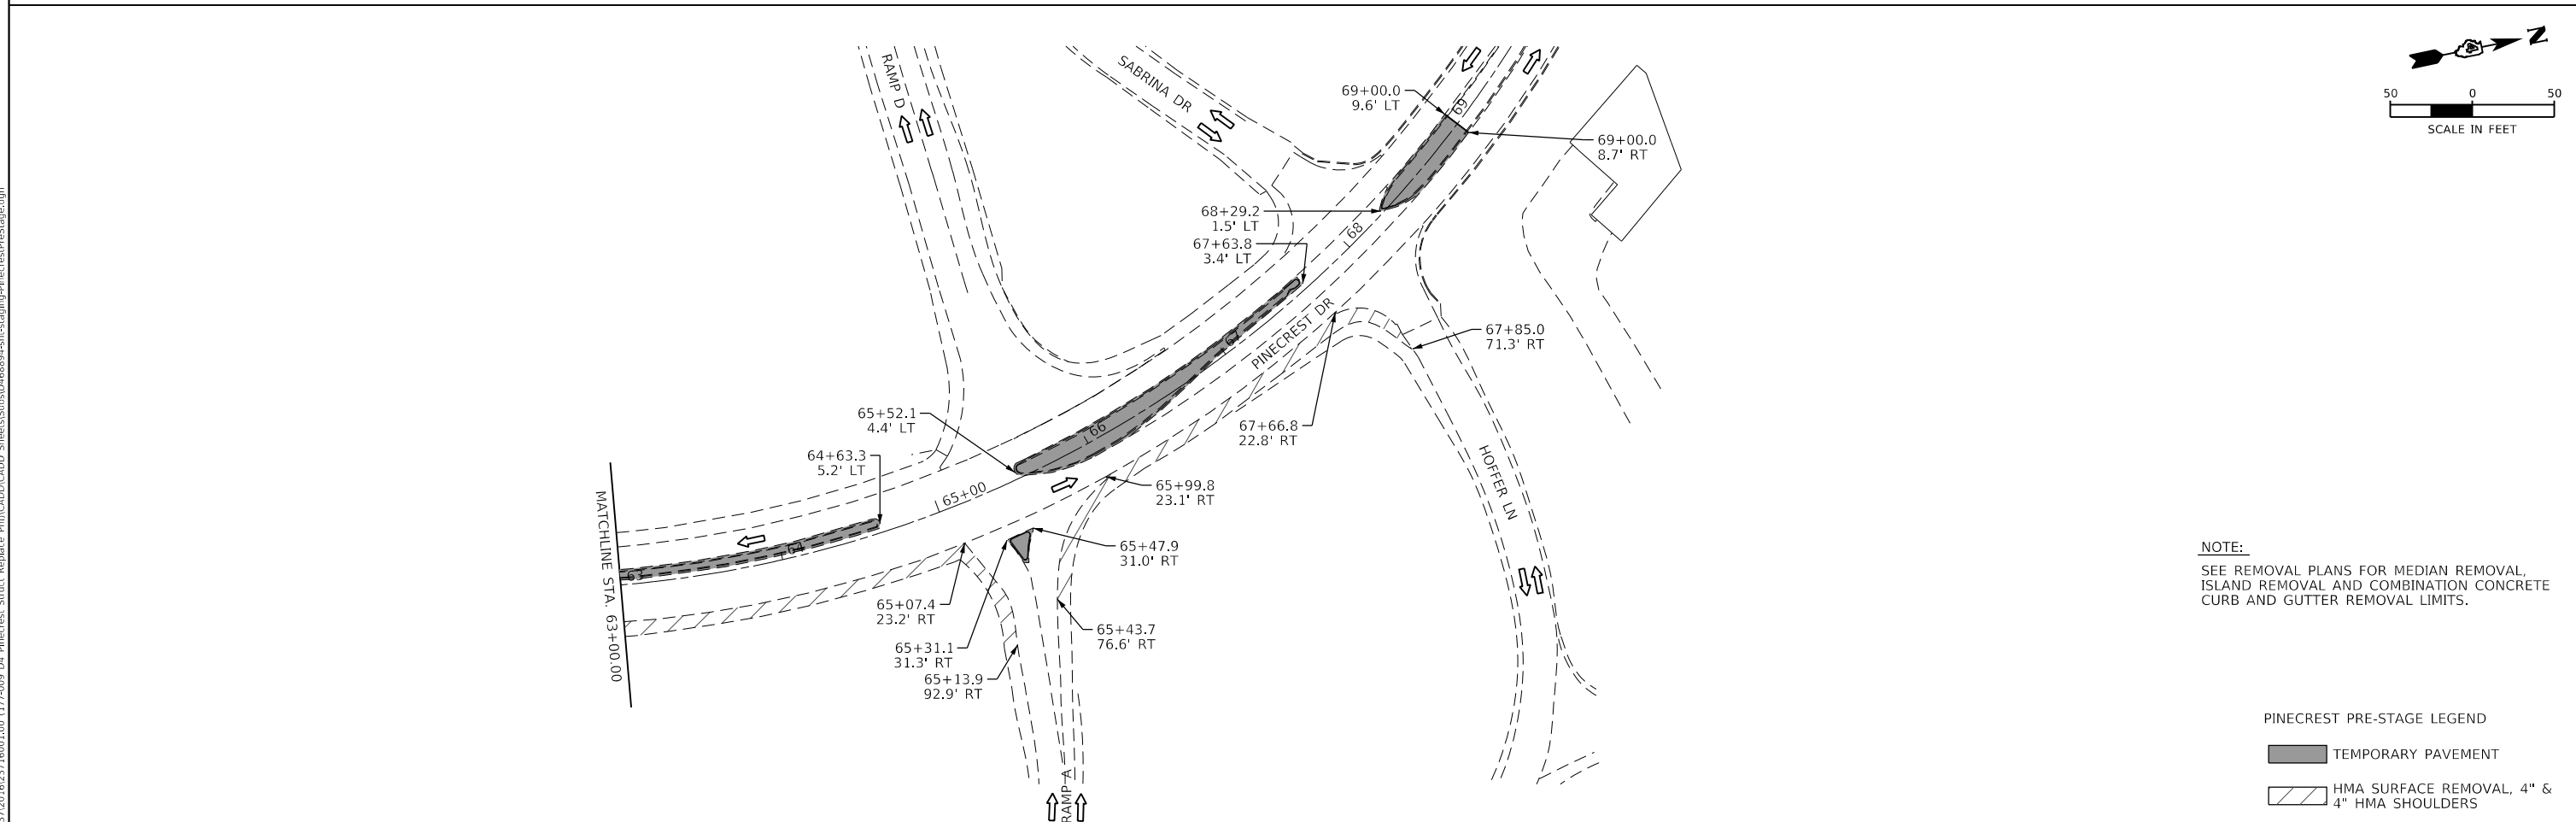 RAMP D
SABRINA DR
69+00.0
9.6' LT
69
69+00.0
8.7' RT
N
50 0 50
SCALE IN FEET
68+29.2
1.5' LT
68
67+63.8
3.4' LT
67
PINECREST DR
67+85.0
71.3' RT
65+52.1
4.4' LT
66
67+66.8
22.8' RT
HOFFER LN
64+63.3
5.2' LT
65+00
65+99.8
23.1' RT
MATCHLINE STA. 63+00.00
63
64
65+47.9
31.0' RT
65+07.4
23.2' RT
65+43.7
76.6' RT
65+31.1
31.3' RT
65+13.9
92.9' RT
RAMP A
NOTE:
SEE REMOVAL PLANS FOR MEDIAN REMOVAL,
ISLAND REMOVAL AND COMBINATION CONCRETE
CURB AND GUTTER REMOVAL LIMITS.
PINECREST PRE-STAGE LEGEND
TEMPORARY PAVEMENT
HMA SURFACE REMOVAL, 4" &
4" HMA SHOULDERS